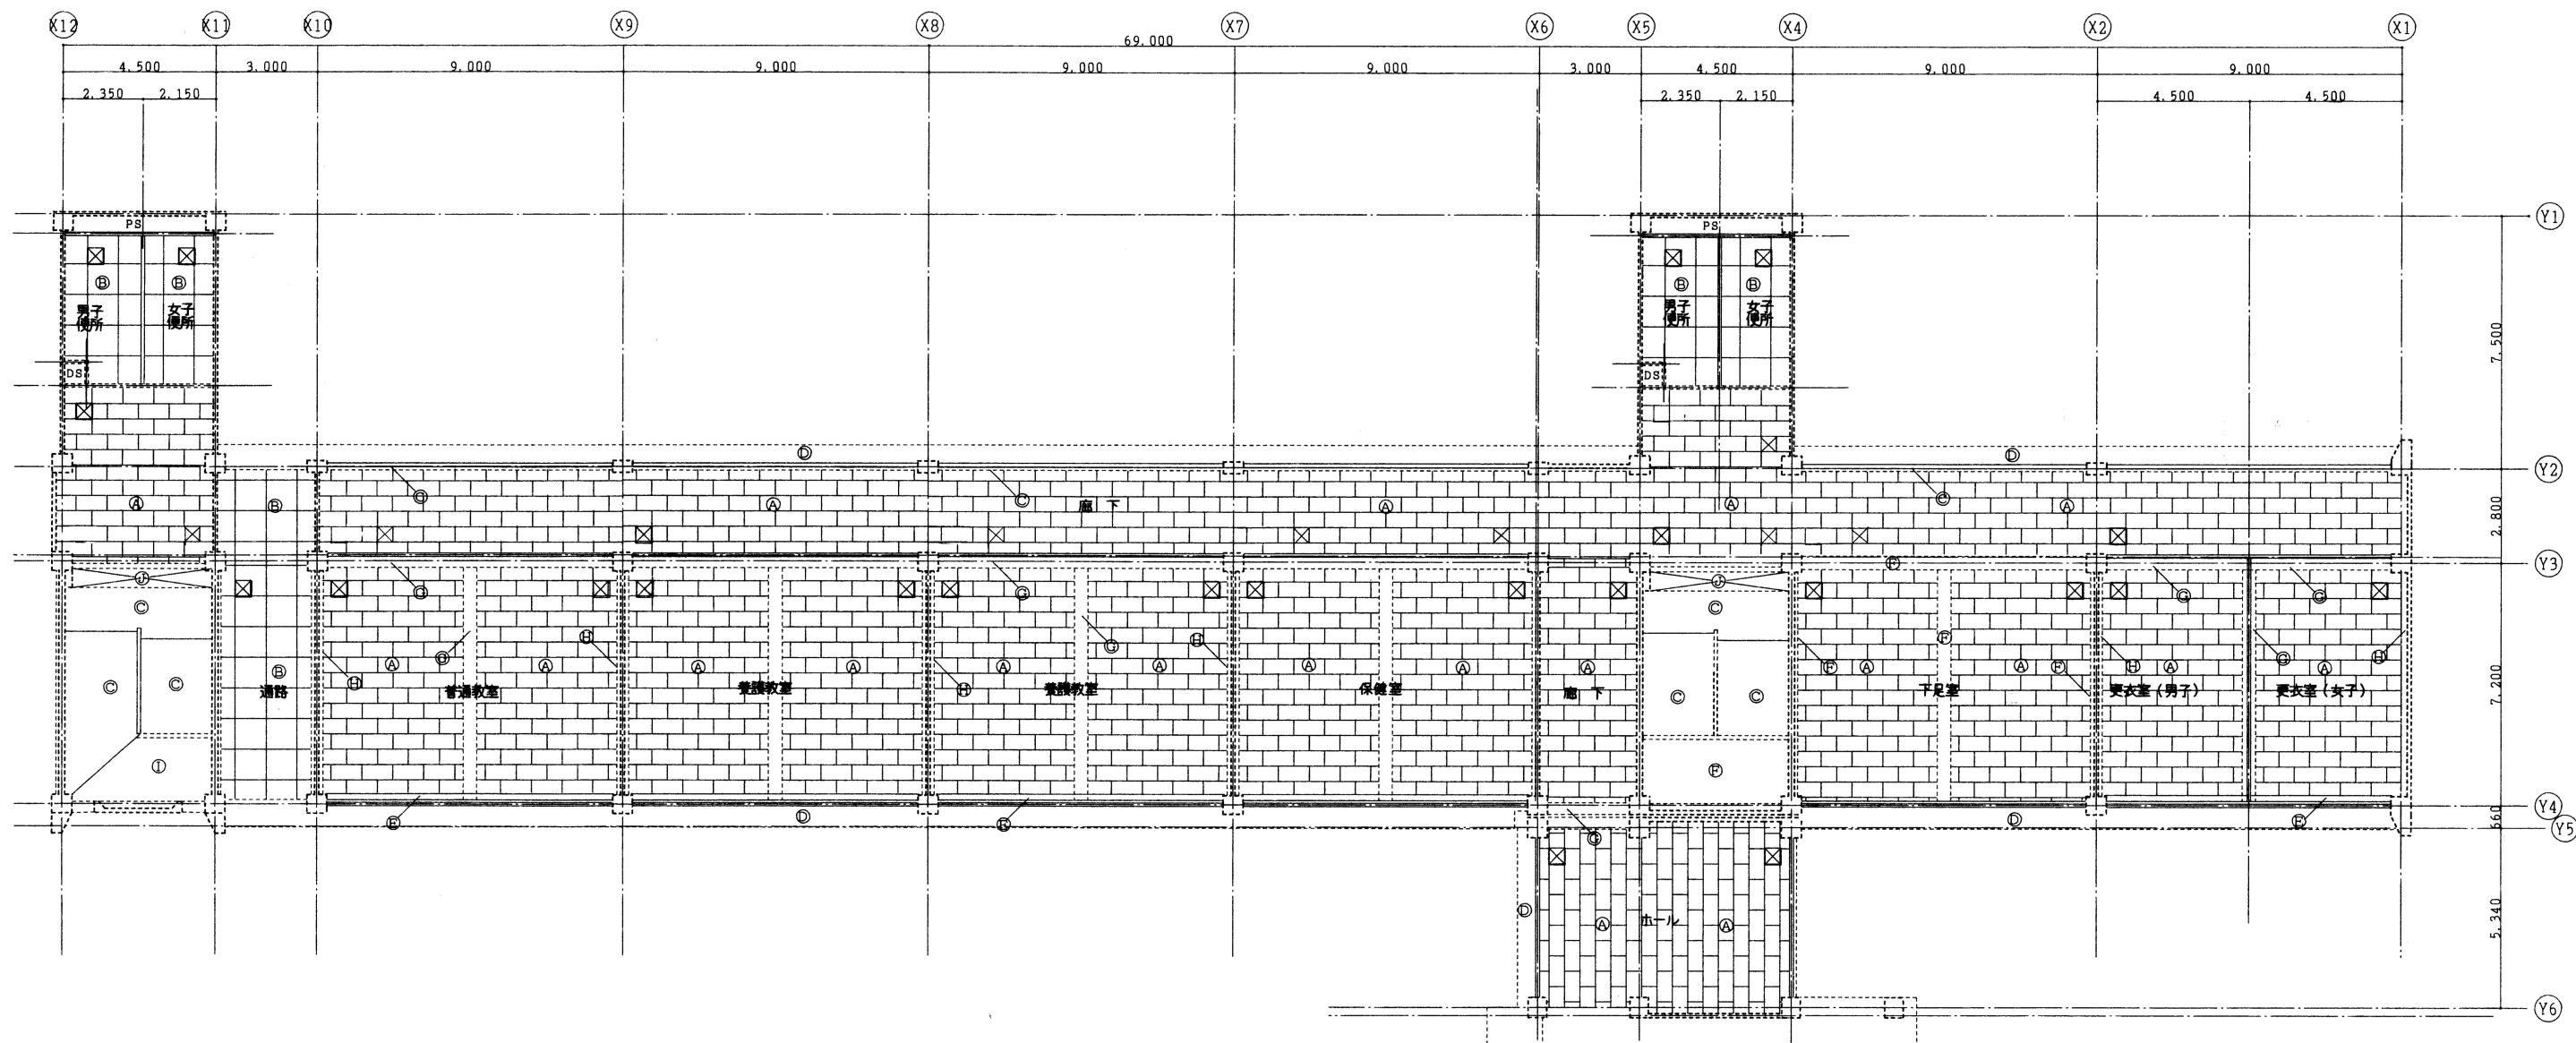 X12 X11 X10 X9 X8 X7 X6 X5 X4 X2 X1
69.000
4.500 3.000 9.000 9.000 9.000 9.000 3.000 4.500 9.000 9.000
2.350 2.150 2.350 2.150 4.500 4.500
Y1
PS PS
B B B B
男子 女子 男子 女子
便所 便所 便所 便所
7.500
DS DS
D D
Y2
A B G A C 廊 下 A A C A
2.800
F
Y3
J J
C G G C G G
H G H G F H G H
A A A A A A A A A A F A A F A A
C C B H H C C
通路 普通教室 養護教室 養護教室 保健室 廊 下 下足室 更衣室(男子) 更衣室(女子)
7.200
I F
Y4
E D E D E
660
Y5
G
D A ホール A
5.340
Y6